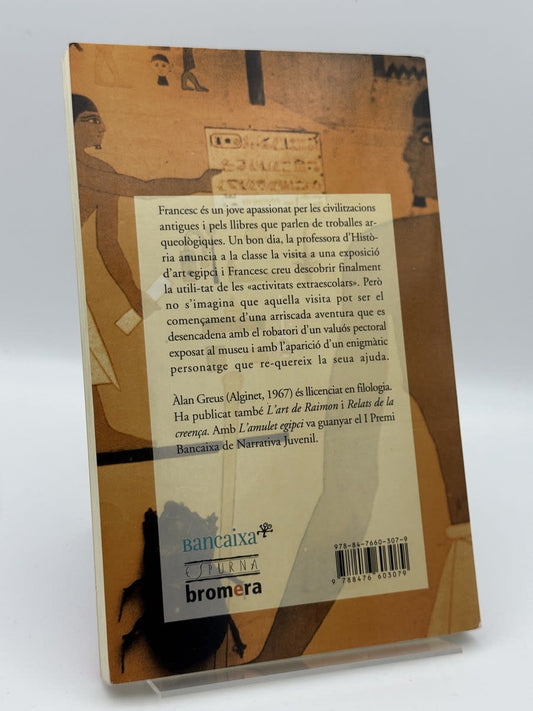 Francesc és un jove apassionat per les civilitzacions
antigues i pels llibres que parlen de troballes ar-
queològiques. Un bon dia, la professora d'Histò-
ria anuncia a la classe la visita a una exposició
d'art egipci i Francesc creu descobrir finalment
la utili-tat de les «activitats extraescolars». Però
no s'imagina que aquella visita pot ser el
començament d'una arriscada aventura que es
desencadena amb el robatori d'un valuós pectoral
exposat al museu i amb l'aparició d'un enigmàtic
personatge que re-quereix la seua ajuda.
Àlan Greus (Alginet, 1967) és llicenciat en filologia.
Ha publicat també L'art de Raimon i Relats de la
creença. Amb L'amulet egipci va guanyar el I Premi
Bancaixa de Narrativa Juvenil.
Bancaixa
ESPURNA
bromera
978-84-7660-307-9
9 788476 603079